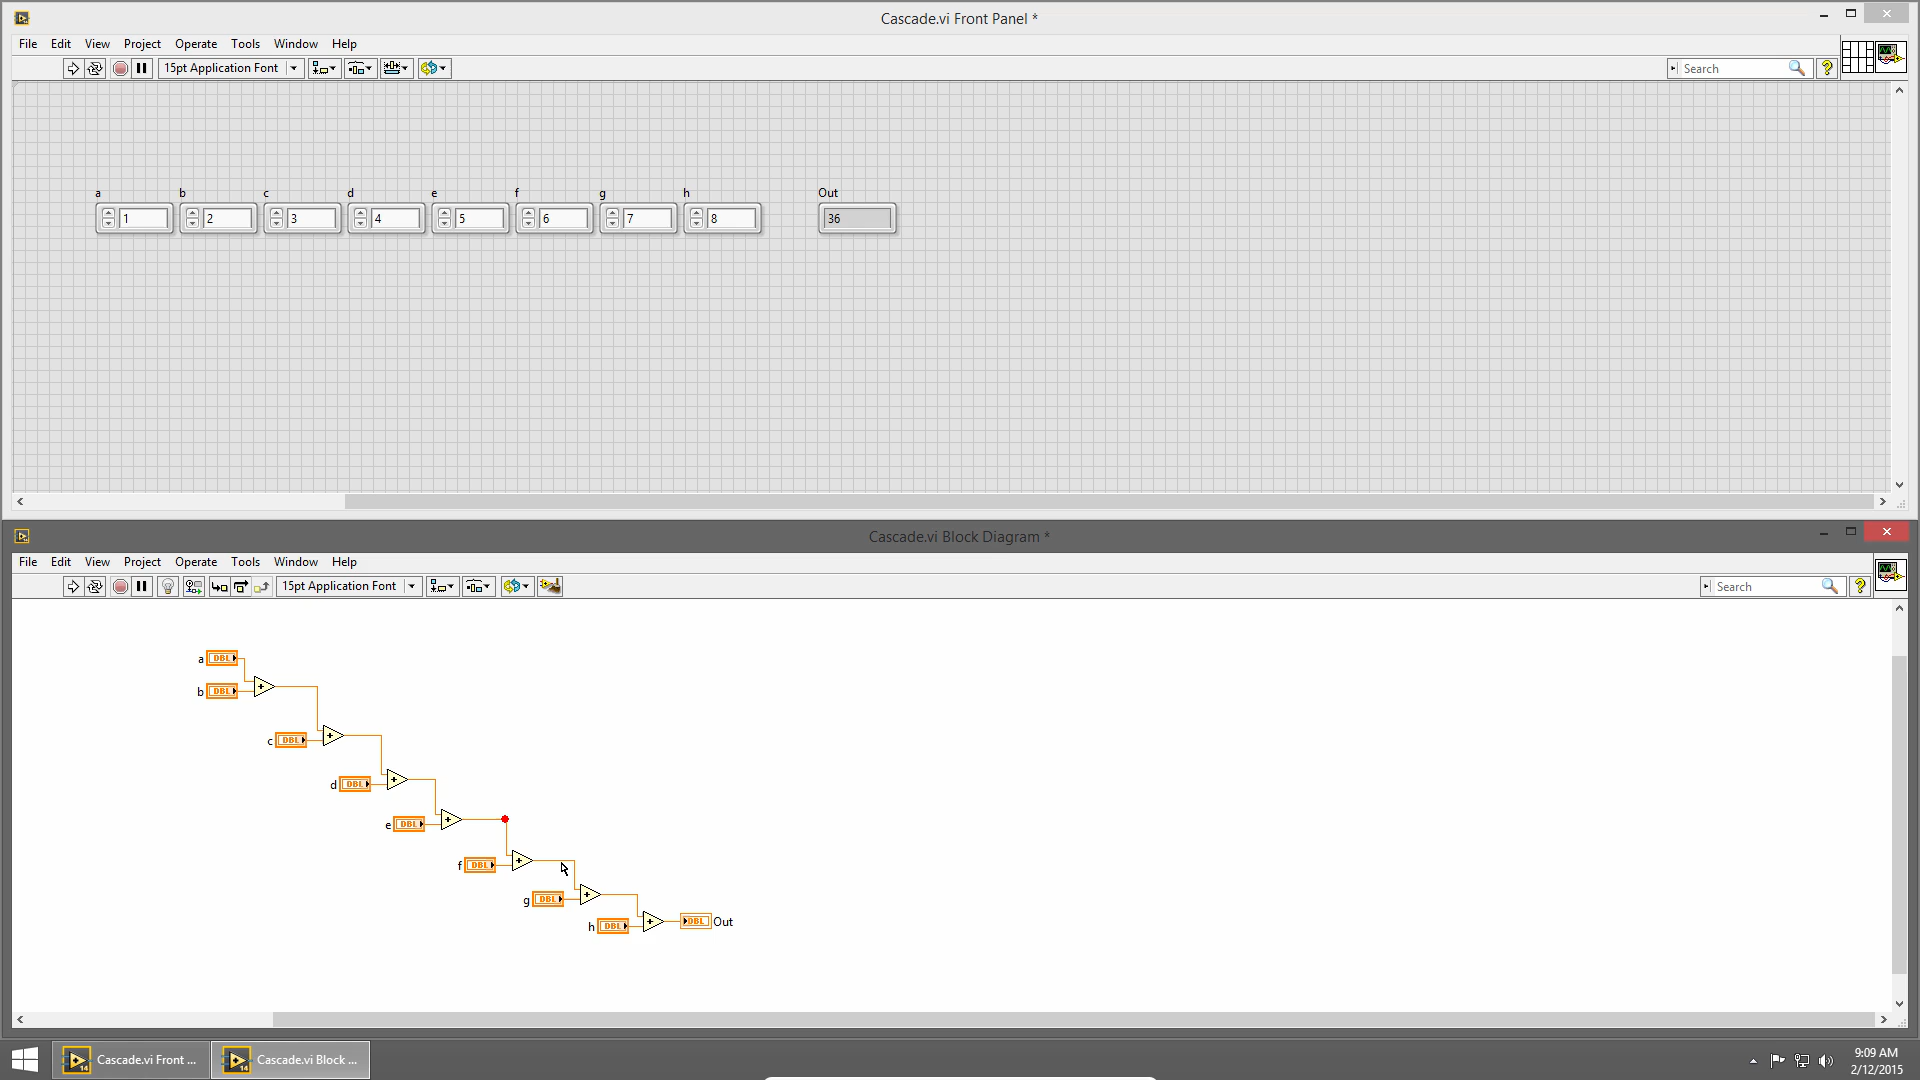 Cascade.vi Front Panel *
File Edit View Project Operate Tools Window Help
15pt Application Font Search ?
a b c d e f g h Out
1 2 3 4 5 6 7 8 36
Cascade.vi Block Diagram *
File Edit View Project Operate Tools Window Help
15pt Application Font Search ?
a DBL
b DBL +
c DBL +
d DBL +
e DBL +
f DBL +
g DBL +
h DBL + DBL Out
Cascade.vi Front ... Cascade.vi Block ... 9:09 AM
2/12/2015